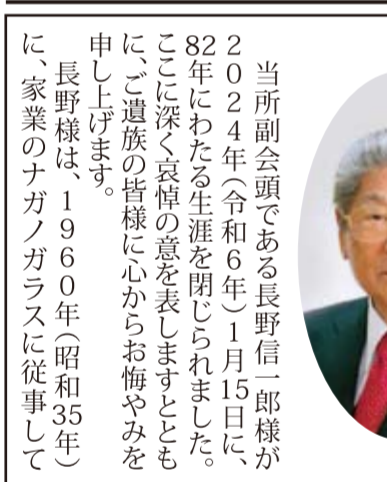 当所副会頭である長野信一郎様が
2024年(令和6年)1月15日に、
82年にわたる生涯を閉じられました。
ここに深く哀悼の意を表しますととも
に、ご遺族の皆様に心からお悔やみを
申し上げます。
長野様は、1960年(昭和35年)
に、家業のナガノガラスに従事して